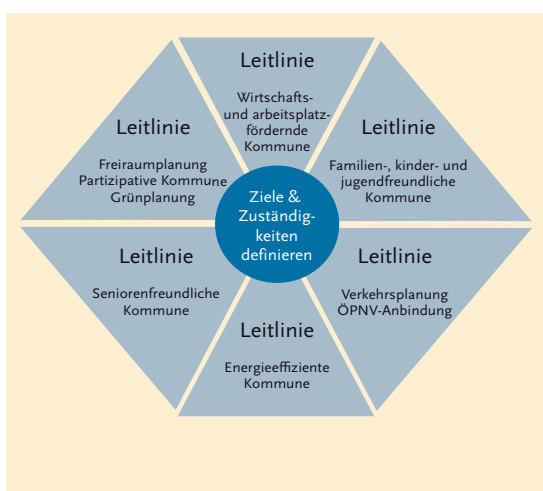 Leitlinie
Wirtschafts-
und arbeitsplatz-
fördernde
Kommune
Leitlinie
Familien-, kinder- und
jugendfreundliche
Kommune
Leitlinie
Verkehrsplanung
ÖPNV-Anbindung
Leitlinie
Energieeffiziente
Kommune
Leitlinie
Seniorenfreundliche
Kommune
Leitlinie
Freiraumplanung
Partizipative Kommune
Grünplanung
Ziele &
Zuständig-
keiten
definieren